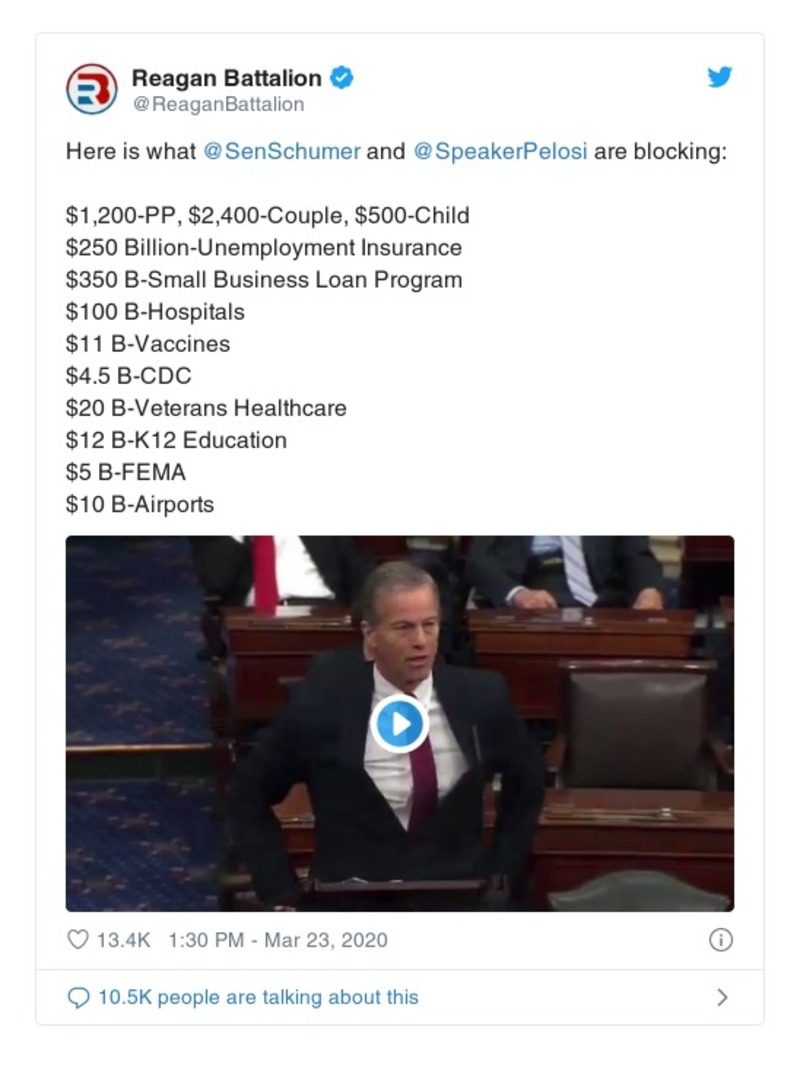 Reagan Battalion
@ReaganBattalion
Here is what @SenSchumer and @SpeakerPelosi are blocking:
$1,200-PP, $2,400-Couple, $500-Child
$250 Billion-Unemployment Insurance
$350 B-Small Business Loan Program
$100 B-Hospitals
$11 B-Vaccines
$4.5 B-CDC
$20 B-Veterans Healthcare
$12 B-K12 Education
$5 B-FEMA
$10 B-Airports
13.4K 1:30 PM - Mar 23, 2020
10.5K people are talking about this